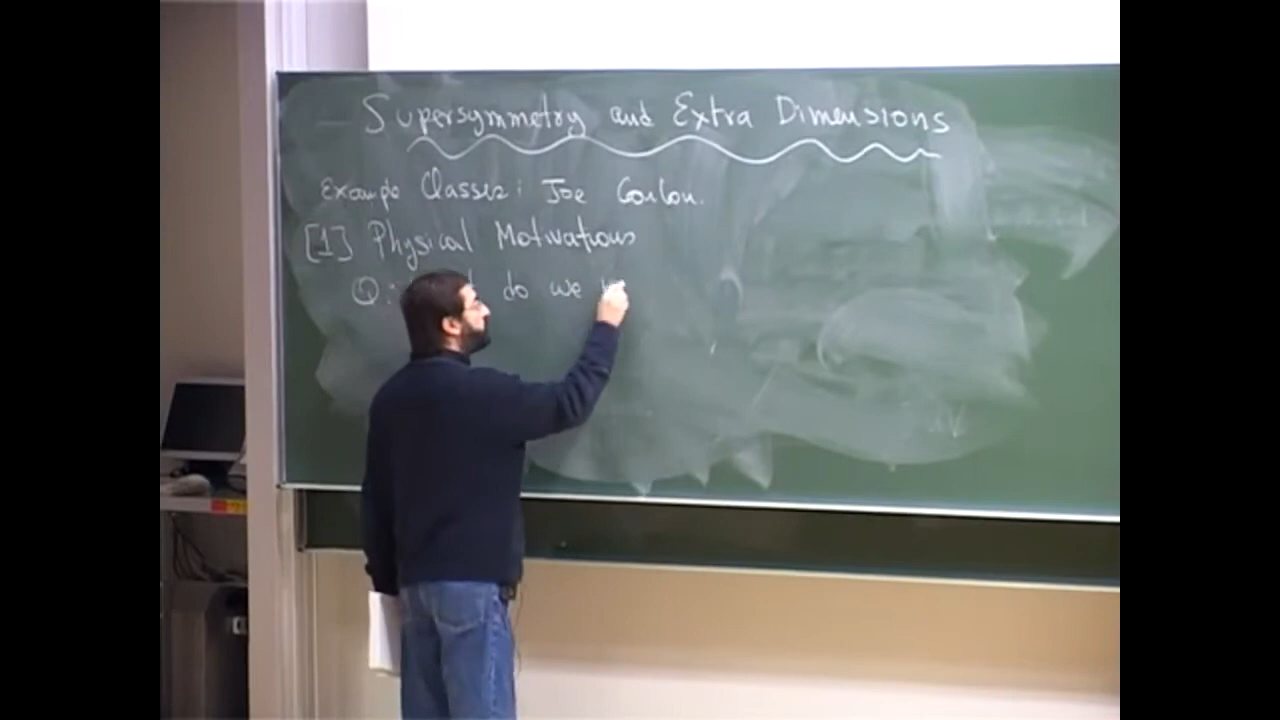 Supersymmetry and Extra Dimensions
Example Classes: Joe Conlon.
[1] Physical Motivations
Q: do we